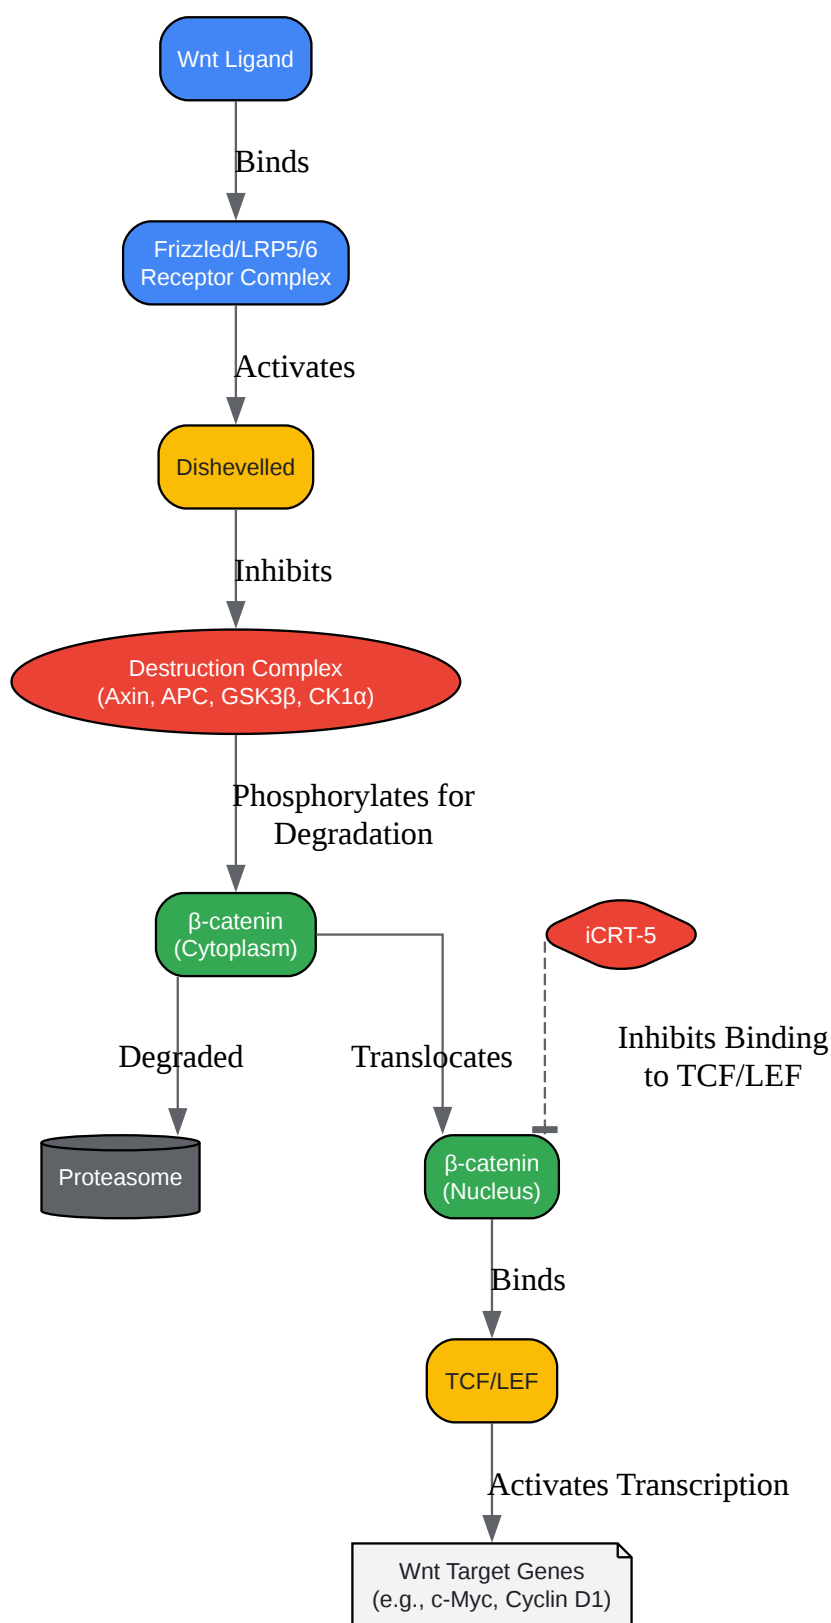 Wnt Ligand
Binds
Frizzled/LRP5/6
Receptor Complex
Activates
Dishevelled
Inhibits
Destruction Complex
(Axin, APC, GSK3β, CK1α)
Phosphorylates for
Degradation
β-catenin
(Cytoplasm)
iCRT-5
Degraded
Translocates
Inhibits Binding
to TCF/LEF
Proteasome
β-catenin
(Nucleus)
Binds
TCF/LEF
Activates Transcription
Wnt Target Genes
(e.g., c-Myc, Cyclin D1)